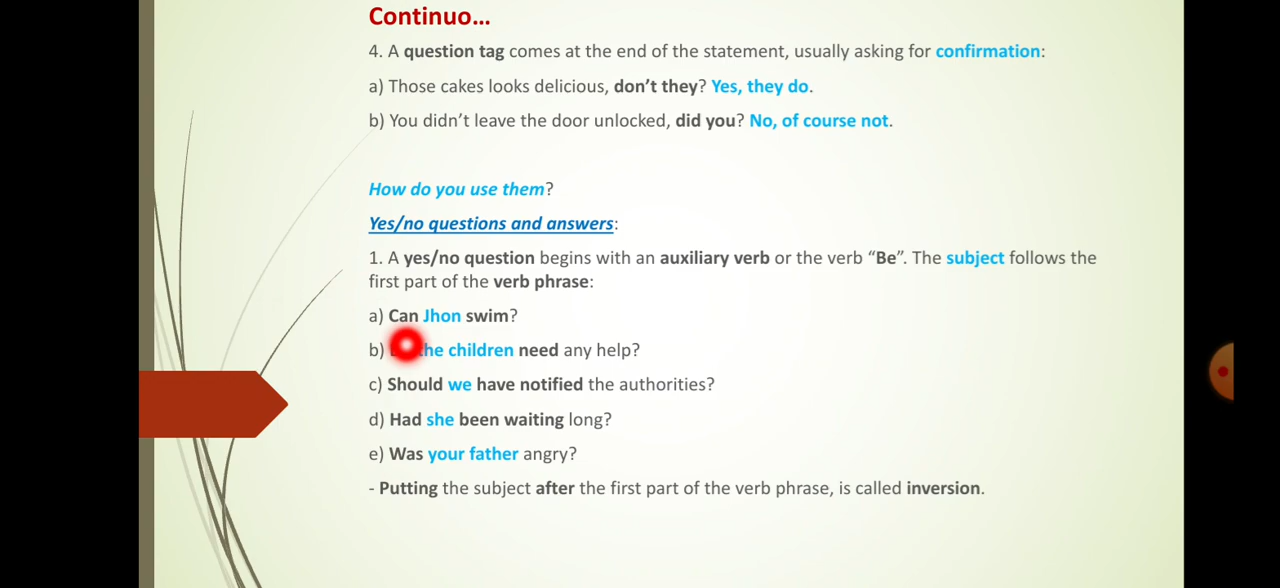 Continuo...
4. A question tag comes at the end of the statement, usually asking for confirmation:
a) Those cakes looks delicious, don’t they? Yes, they do.
b) You didn’t leave the door unlocked, did you? No, of course not.
How do you use them?
Yes/no questions and answers:
1. A yes/no question begins with an auxiliary verb or the verb “Be”. The subject follows the
first part of the verb phrase:
a) Can Jhon swim?
b) children need any help?
c) Should we have notified the authorities?
d) Had she been waiting long?
e) Was your father angry?
- Putting the subject after the first part of the verb phrase, is called inversion.